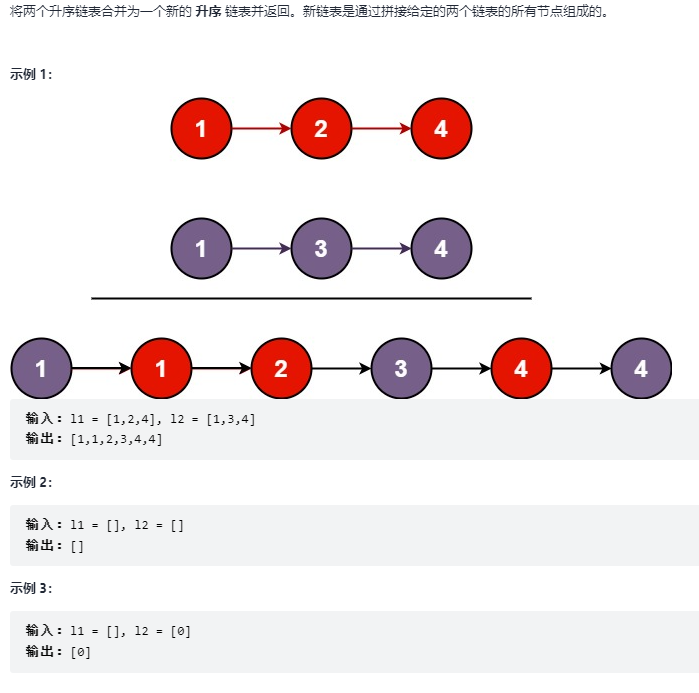 将两个升序链表合并为一个新的 升序 链表并返回。新链表是通过拼接给定的两个链表的所有节点组成的。
示例 1：
1 2 4
1 3 4
1 1 2 3 4 4
输入：l1 = [1,2,4], l2 = [1,3,4]
输出：[1,1,2,3,4,4]
示例 2：
输入：l1 = [], l2 = []
输出：[]
示例 3：
输入：l1 = [], l2 = [0]
输出：[0]